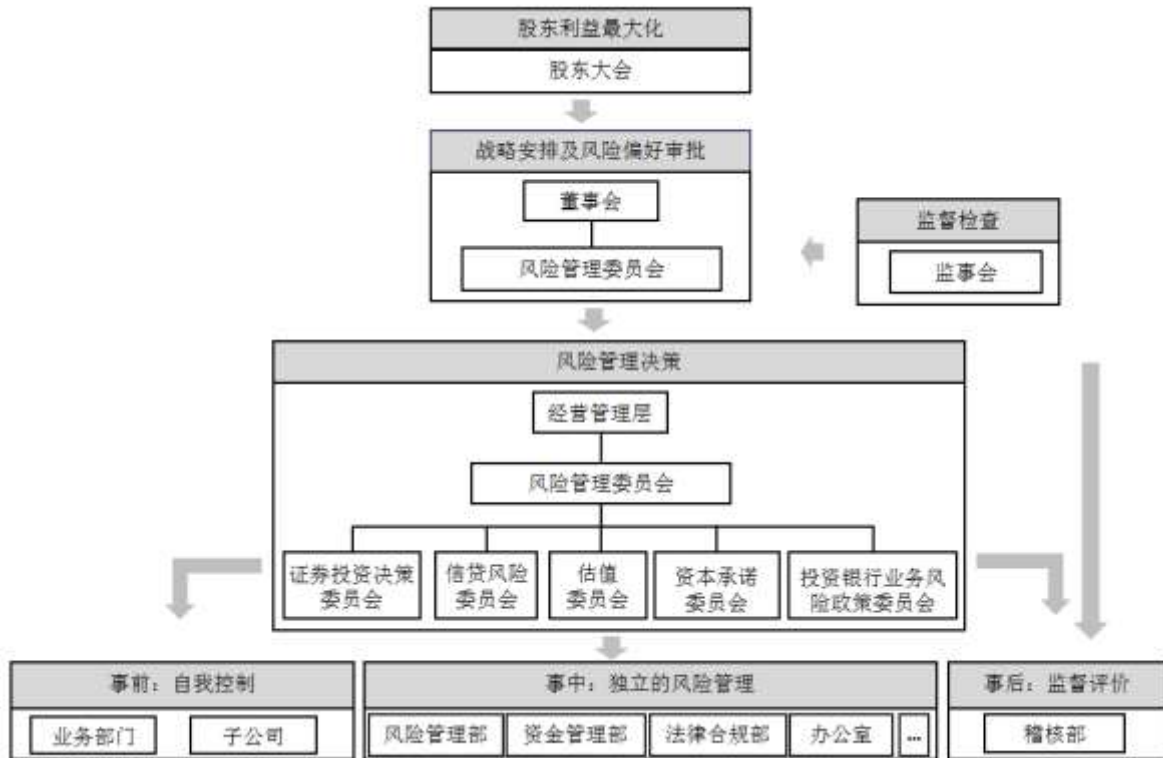 股东利益最大化
股东大会
战略安排及风险偏好审批
董事会
风险管理委员会
监督检查
监事会
风险管理决策
经营管理层
风险管理委员会
证券投资决策
委员会
信贷风险
委员会
估值
委员会
资本承诺
委员会
投资银行业务风
险政策委员会
事前：自我控制
业务部门
子公司
事中：独立的风险管理
风险管理部
资金管理部
法律合规部
办公室
...
事后：监督评价
稽核部